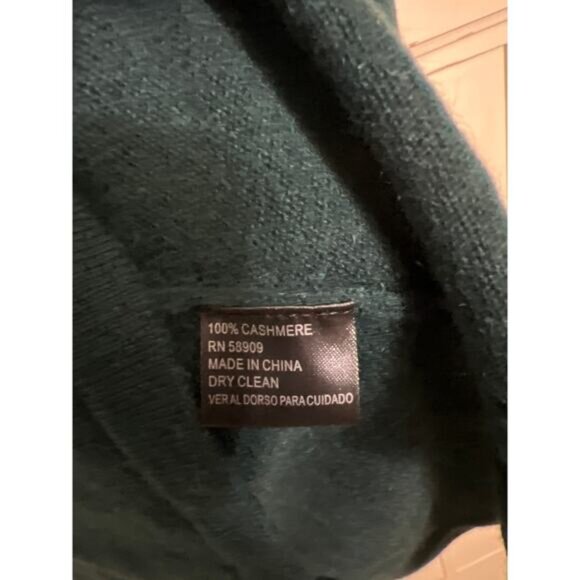 100% CASHMERE
RN 58909
MADE IN CHINA
DRY CLEAN
VER AL DORSO PARA CUIDADO